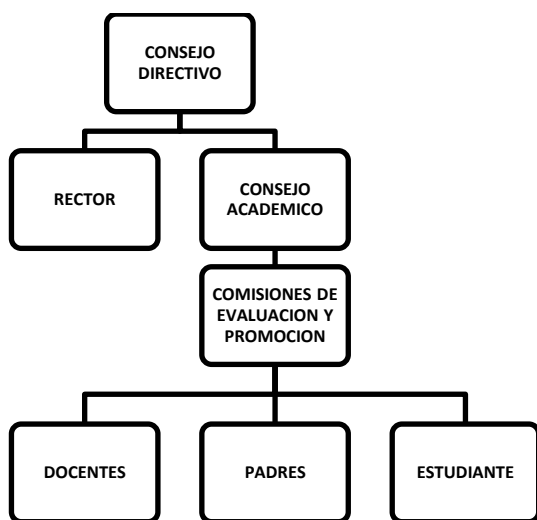 CONSEJO
DIRECTIVO
RECTOR
CONSEJO
ACADEMICO
COMISIONES DE
EVALUACION Y
PROMOCION
DOCENTES
PADRES
ESTUDIANTE